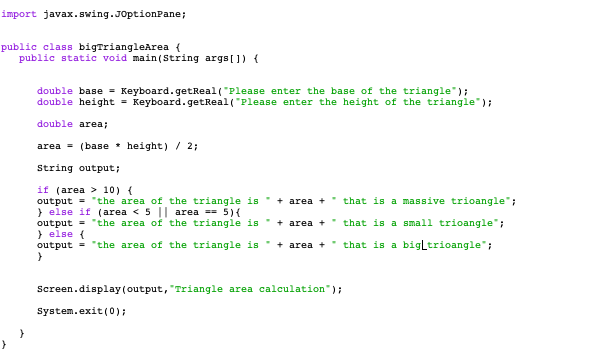 import javax.swing.JOptionPane;
public class bigTriangleArea {
public static void main(String args[]) {
double base = Keyboard.getReal("Please enter the base of the triangle");
double height = Keyboard.getReal("Please enter the height of the triangle");
double area;
area = (base * height) / 2;
String output;
if (area > 10) {
output = "the area of the triangle is " + area + " that is a massive trioangle";
} else if (area < 5 || area == 5){
output = "the area of the triangle is " + area + " that is a small trioangle";
} else {
output = "the area of the triangle is " + area + " that is a big trioangle";
}
Screen.display(output,"Triangle area calculation");
System.exit(0);
}
}